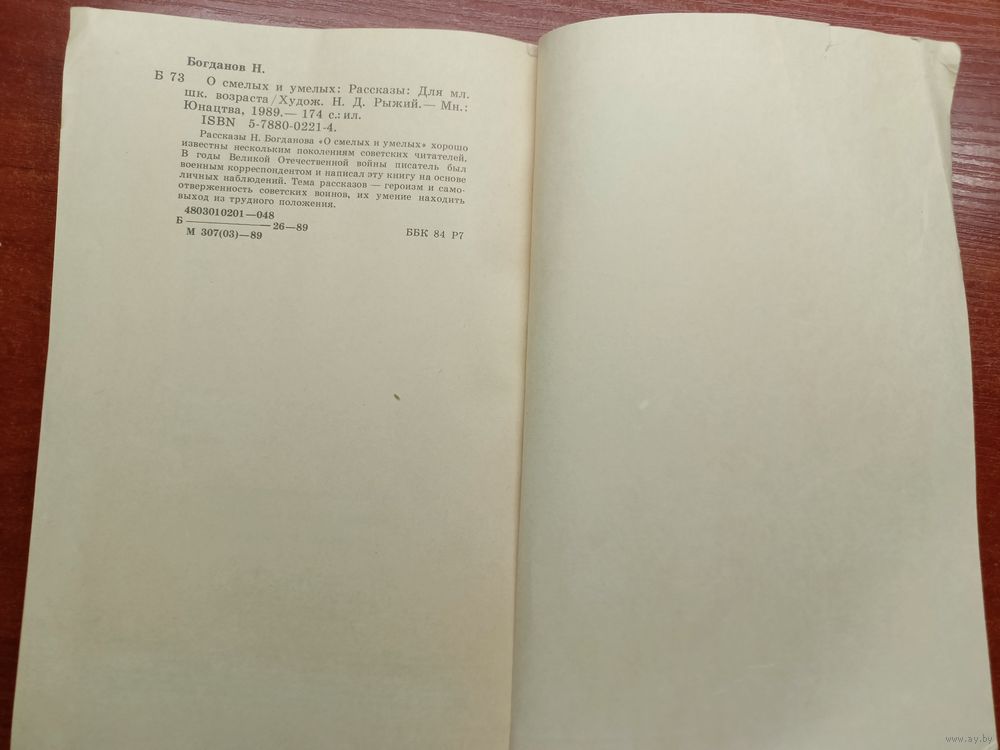 Богданов Н.
Б 73 О смелых и умелых: Рассказы: Для мл.
шк. возраста/Худож. Н. Д. Рыжий.— Мн.:
Юнацтва, 1989.— 174 с.: ил.
ISBN 5-7880-0221-4.
Рассказы Н. Богданова «О смелых и умелых» хорошо
известны нескольким поколениям советских читателей.
В годы Великой Отечественной войны писатель был
военным корреспондентом и написал эту книгу на основе
личных наблюдений. Тема рассказов — героизм и само-
отверженность советских воинов, их умение находить
выход из трудного положения.
4803010201—048
Б ———— 26—89
М 307(03)—89
ББК 84 Р7
www.ay.by